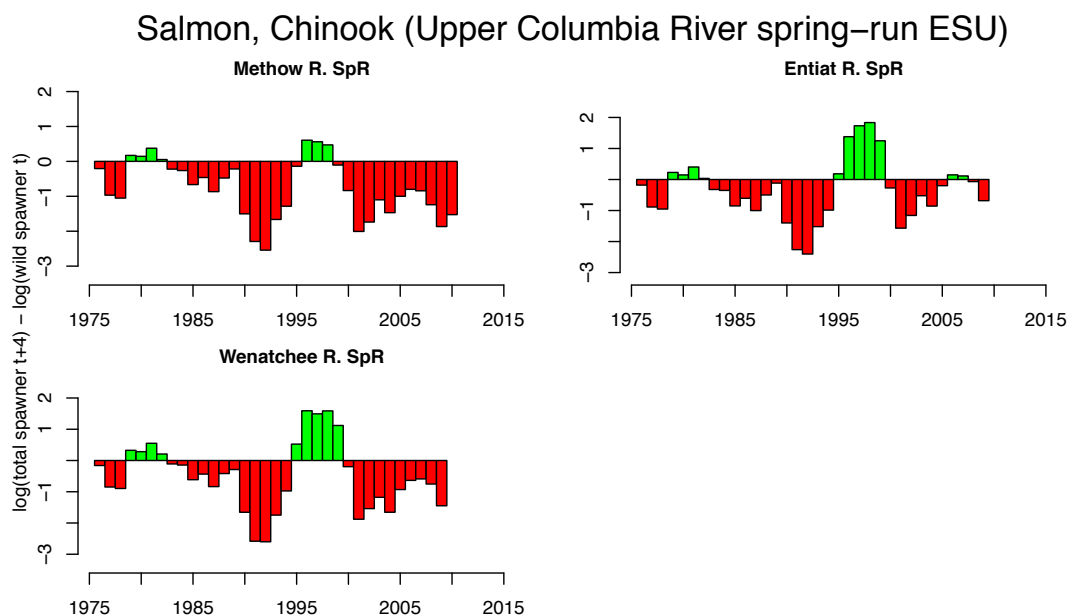 Salmon, Chinook (Upper Columbia River spring−run ESU)
log(total spawner t+4) − log(wild spawner t)
Methow R. SpR
2
1
0
−1
−3
1975 1985 1995 2005 2015
Entiat R. SpR
2
1
−1
−3
1975 1985 1995 2005 2015
Wenatchee R. SpR
2
1
−1
−3
1975 1985 1995 2005 2015